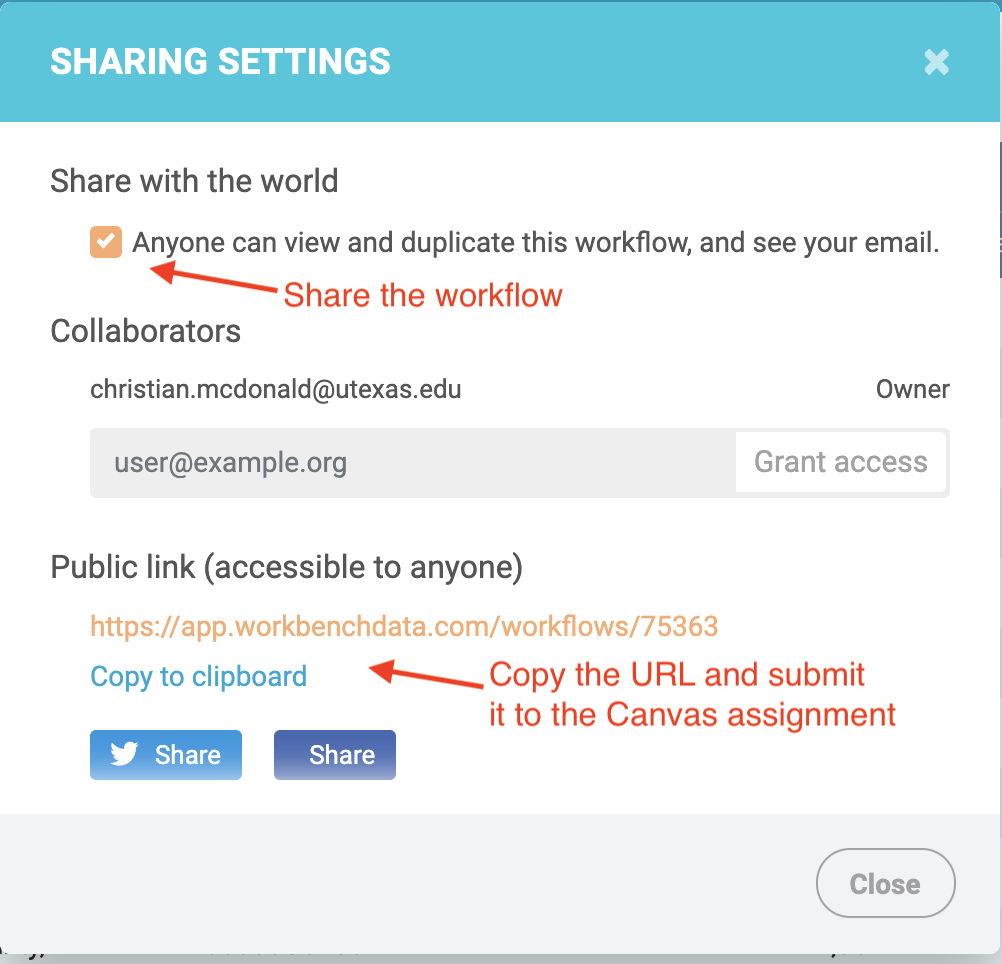 SHARING SETTINGS
Share with the world
Anyone can view and duplicate this workflow, and see your email.
Share the workflow
Collaborators
christian.mcdonald@utexas.edu Owner
user@example.org Grant access
Public link (accessible to anyone)
https://app.workbenchdata.com/workflows/75363
Copy to clipboard
Copy the URL and submit
it to the Canvas assignment
Share Share
Close